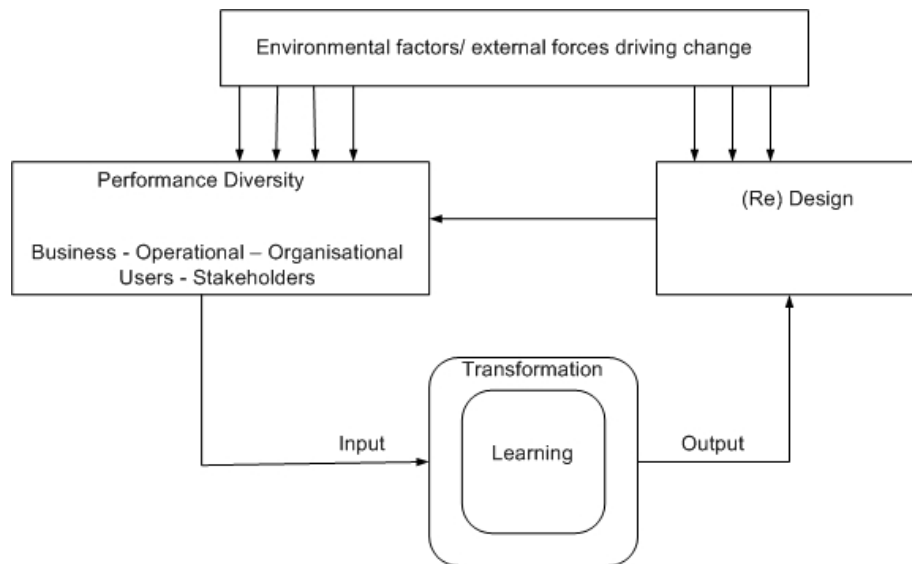 Environmental factors/ external forces driving change
Performance Diversity
Business - Operational – Organisational
Users - Stakeholders
(Re) Design
Transformation
Learning
Input
Output